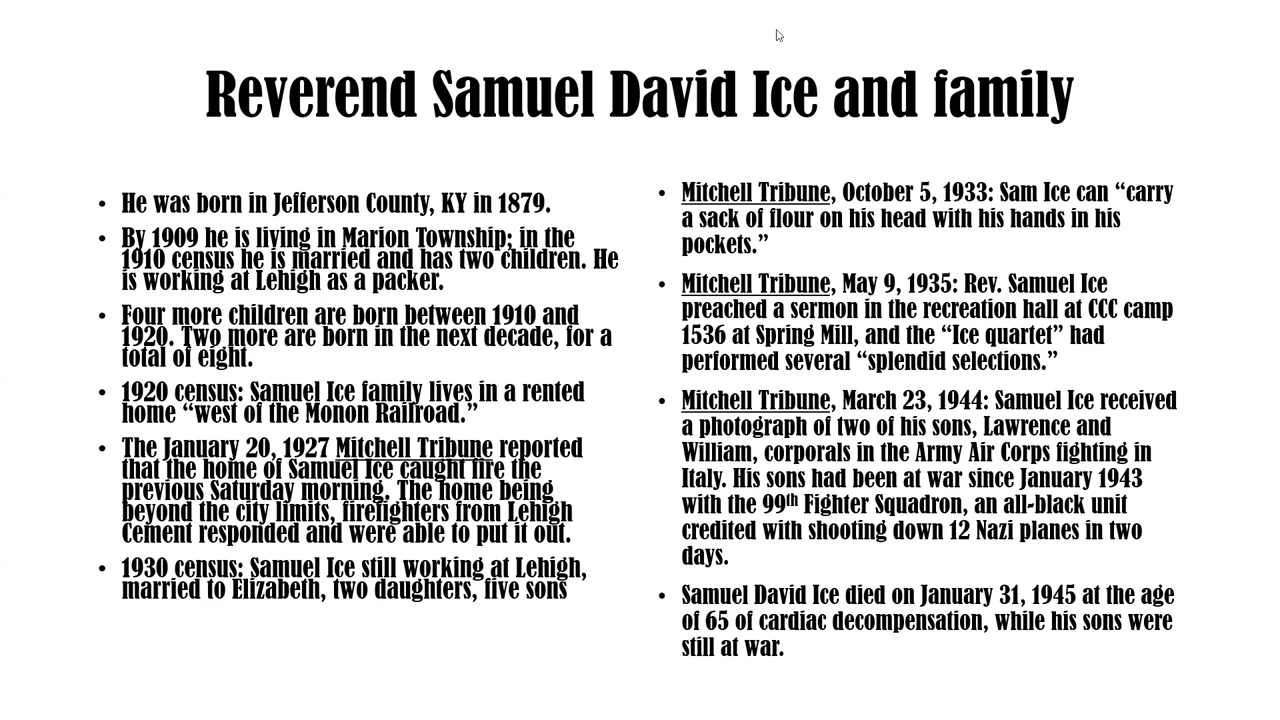 Reverend Samuel David Ice and family
• He was born in Jefferson County, KY in 1879.
• By 1909 he is living in Marion Township; in the
1910 census he is married and has two children. He
is working at Lehigh as a packer.
• Four more children are born between 1910 and
1920. Two more are born in the next decade, for a
total of eight.
• 1920 census: Samuel Ice family lives in a rented
home “west of the Monon Railroad.”
• The January 20, 1927 Mitchell Tribune reported
that the home of Samuel Ice caught fire the
previous Saturday morning. The home being
beyond the city limits, firefighters from Lehigh
Cement responded and were able to put it out.
• 1930 census: Samuel Ice still working at Lehigh,
married to Elizabeth, two daughters, five sons
• Mitchell Tribune, October 5, 1933: Sam Ice can “carry
a sack of flour on his head with his hands in his
pockets.”
• Mitchell Tribune, May 9, 1935: Rev. Samuel Ice
preached a sermon in the recreation hall at CCC camp
1536 at Spring Mill, and the “Ice quartet” had
performed several “splendid selections.”
• Mitchell Tribune, March 23, 1944: Samuel Ice received
a photograph of two of his sons, Lawrence and
William, corporals in the Army Air Corps fighting in
Italy. His sons had been at war since January 1943
with the 99th Fighter Squadron, an all-black unit
credited with shooting down 12 Nazi planes in two
days.
• Samuel David Ice died on January 31, 1945 at the age
of 65 of cardiac decompensation, while his sons were
still at war.